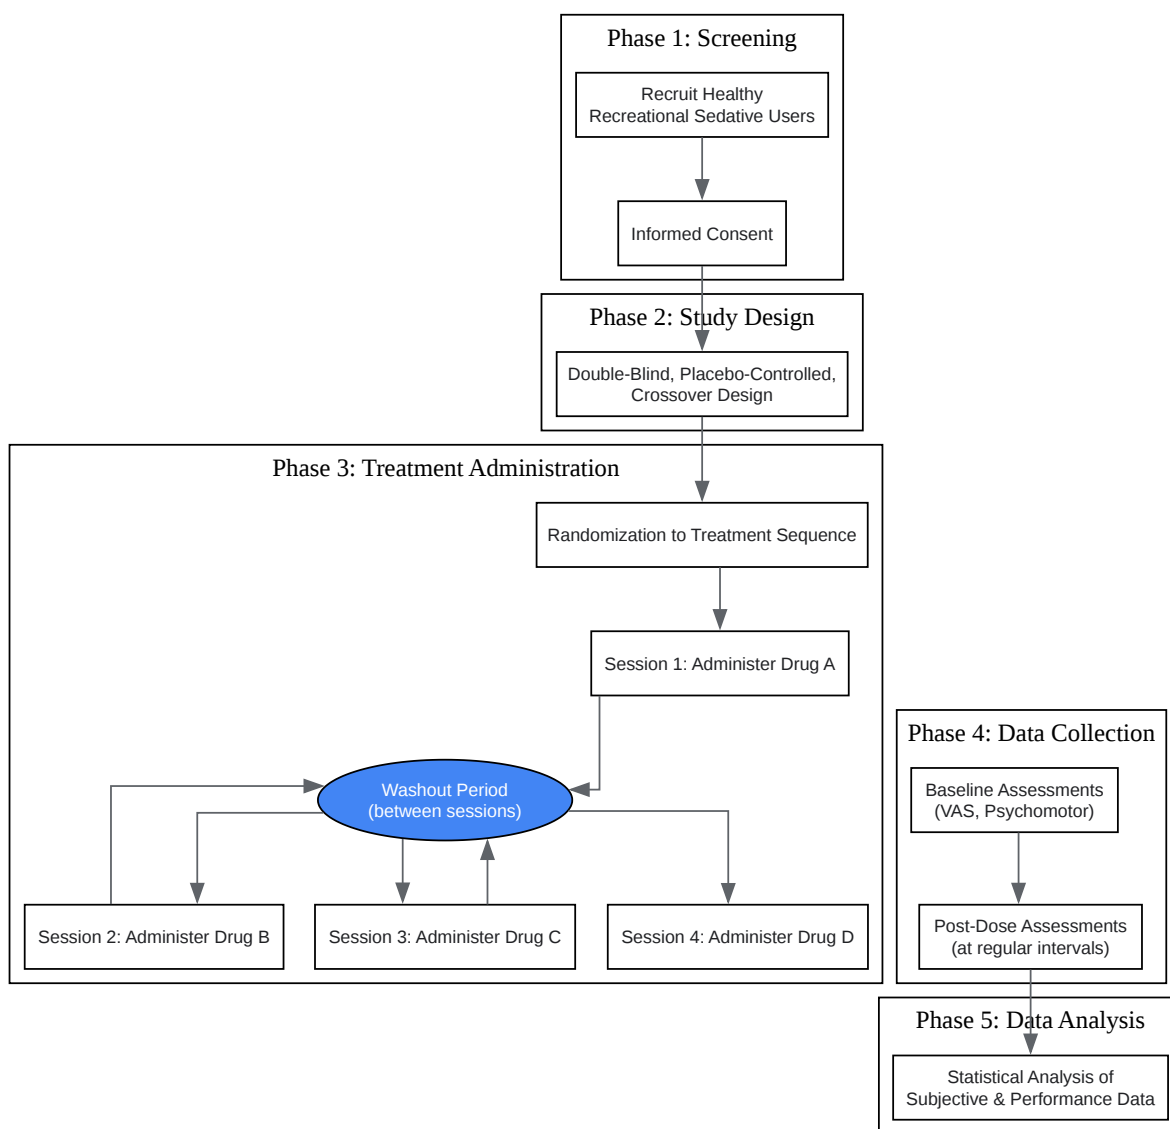 Phase 1: Screening
Recruit Healthy
Recreational Sedative Users
Informed Consent
Phase 2: Study Design
Double-Blind, Placebo-Controlled,
Crossover Design
Phase 3: Treatment Administration
Randomization to Treatment Sequence
Session 1: Administer Drug A
Washout Period
(between sessions)
Session 2: Administer Drug B
Session 3: Administer Drug C
Session 4: Administer Drug D
Phase 4: Data Collection
Baseline Assessments
(VAS, Psychomotor)
Post-Dose Assessments
(at regular intervals)
Phase 5: Data Analysis
Statistical Analysis of
Subjective & Performance Data